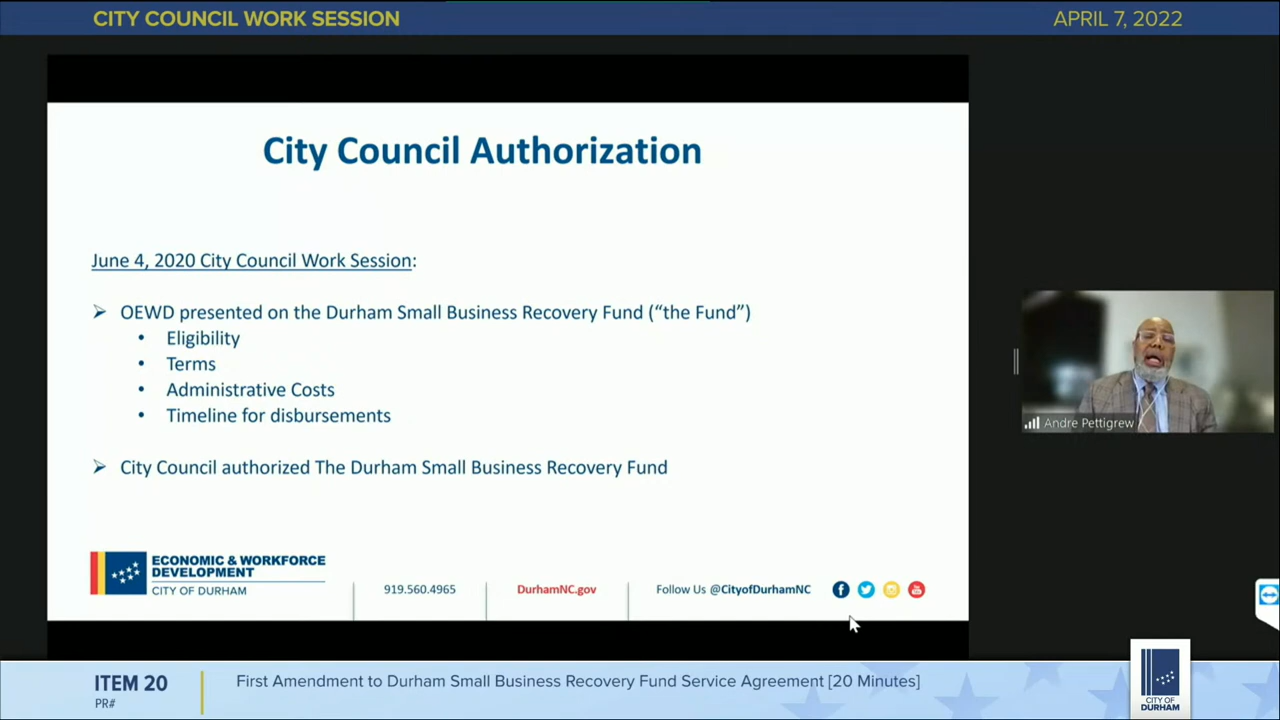 CITY COUNCIL WORK SESSION
APRIL 7, 2022
City Council Authorization
June 4, 2020 City Council Work Session:
➢ OEWD presented on the Durham Small Business Recovery Fund (“the Fund”)
• Eligibility
• Terms
• Administrative Costs
• Timeline for disbursements
➢ City Council authorized The Durham Small Business Recovery Fund
Andre Pettigrew
ECONOMIC & WORKFORCE
DEVELOPMENT
CITY OF DURHAM
919.560.4965
DurhamNC.gov
Follow Us @CityofDurhamNC
ITEM 20
PR#
First Amendment to Durham Small Business Recovery Fund Service Agreement [20 Minutes]
CITY OF
DURHAM